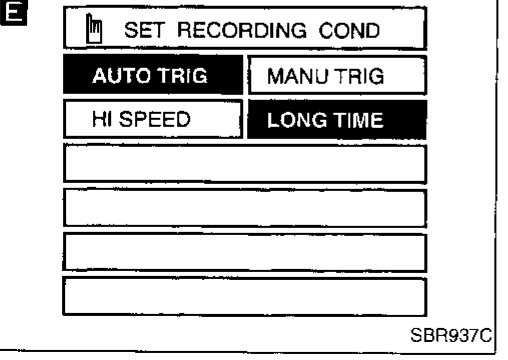 E
SET RECORDING COND
AUTO TRIG MANU TRIG
HI SPEED LONG TIME
SBR937C